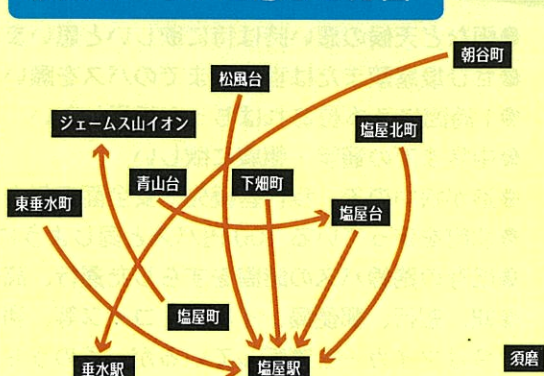 朝谷町
松風台
ジェームス山イオン
塩屋北町
青山台
下畑町
東垂水町
塩屋台
塩屋町
垂水駅
塩屋駅
須磨